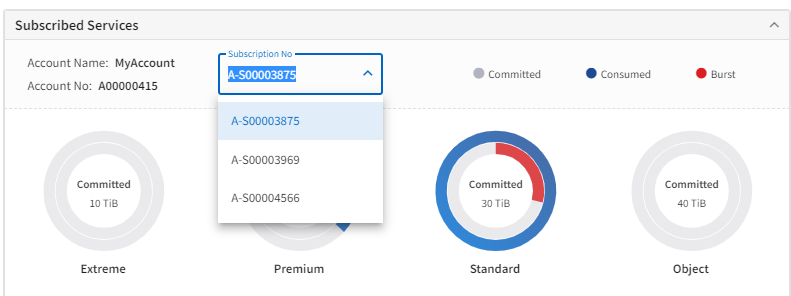 Subscribed Services
Account Name: MyAccount
Account No: A00000415
Subscription No
A-S00003875
Committed
Consumed
Burst
A-S00003875
A-S00003969
A-S00004566
Committed
10 TiB
Committed
30 TiB
Committed
40 TiB
Extreme
Premium
Standard
Object